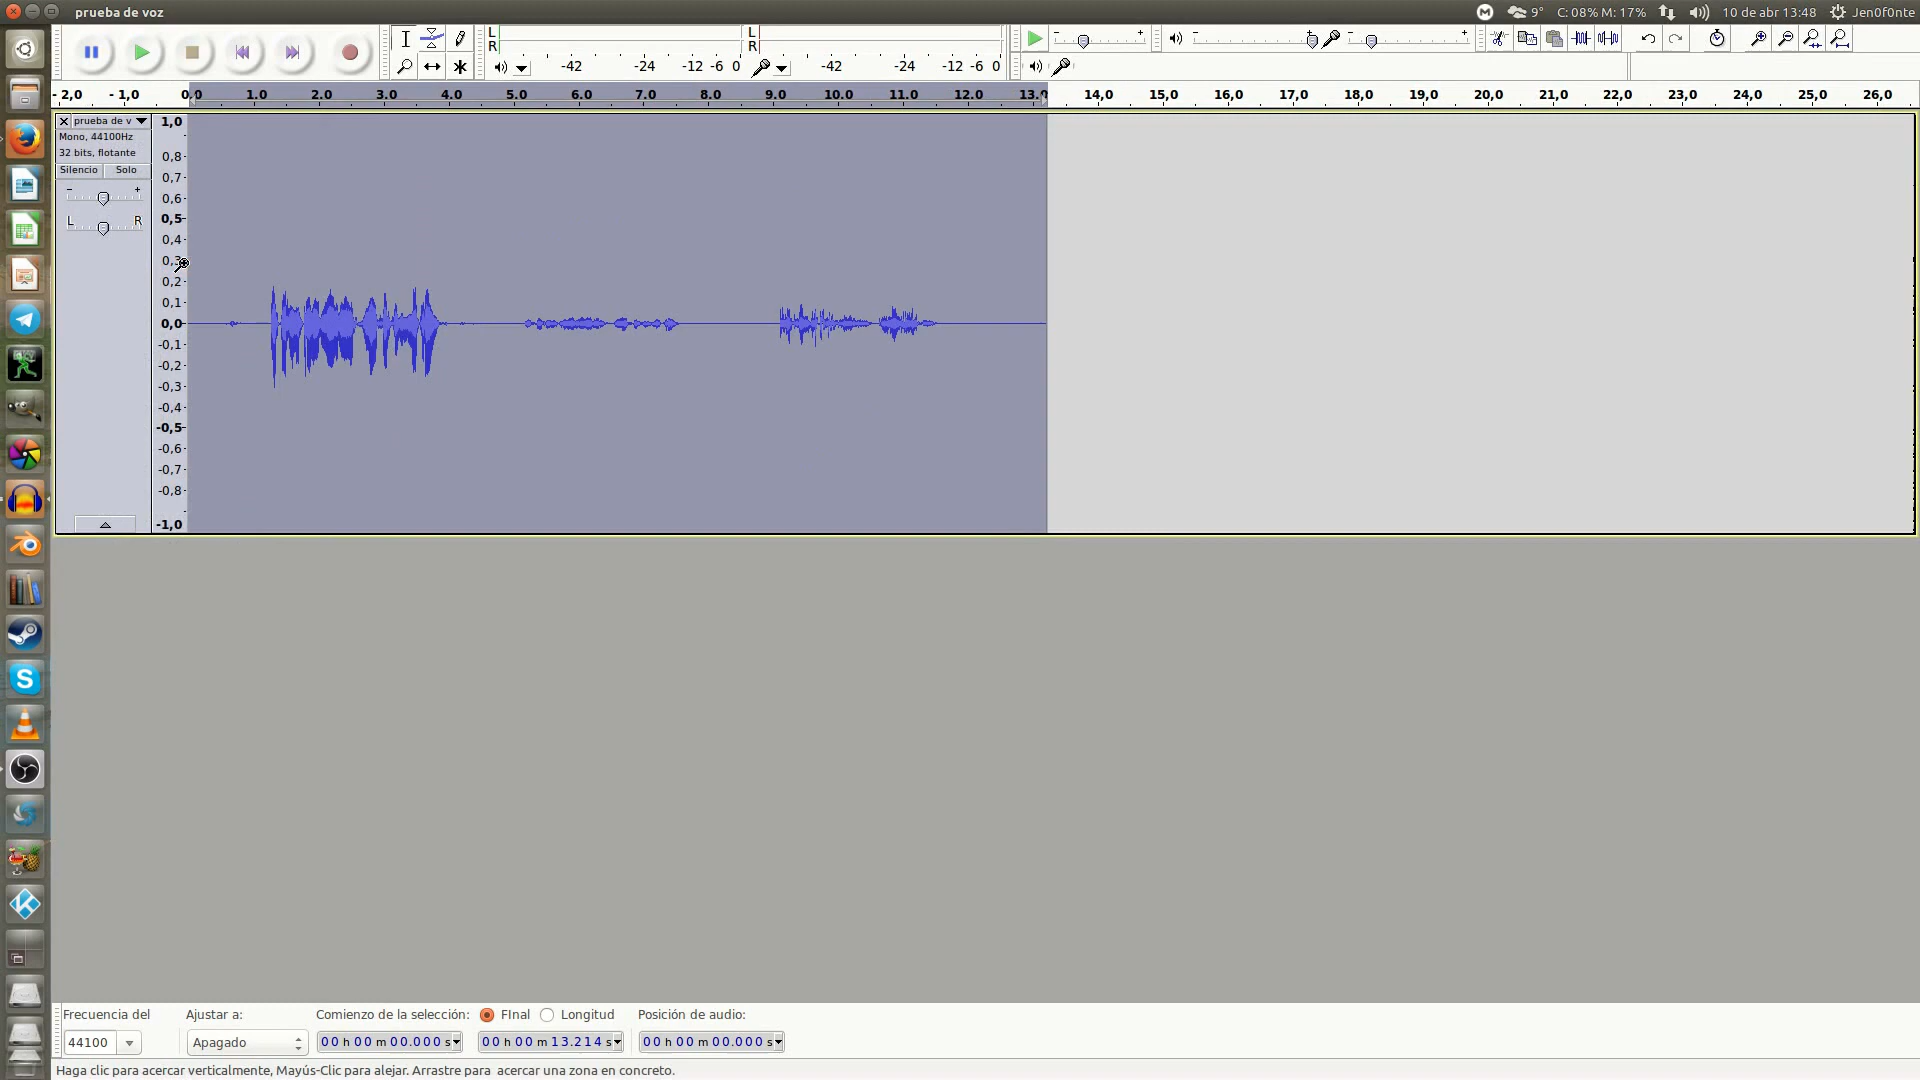 prueba de voz
9° C: 08% M: 17% 10 de abr 13:48 Jen0f0nte
L
R
-42 -24 -12 -6 0
L
R
-42 -24 -12 -6 0
- 2,0 - 1,0 0,0 1.0 2.0 3.0 4.0 5.0 6.0 7.0 8.0 9.0 10.0 11.0 12.0 14,0 15,0 16,0 17,0 18,0 19,0 20,0 21,0 22,0 23,0 24,0 25,0 26,0
prueba de v
Mono, 44100Hz
32 bits, flotante
Silencio Solo
- +
L R
1,0
0,8
0,7
0,6
0,5
0,4
0,3
0,2
0,1
0,0
-0,1
-0,2
-0,3
-0,4
-0,5
-0,6
-0,7
-0,8
-1,0
Frecuencia del Ajustar a: Comienzo de la selección: FInal Longitud Posición de audio:
44100 Apagado 00 h 00 m 00.000 s 00 h 00 m 13.214 s 00 h 00 m 00.000 s
Haga clic para acercar verticalmente, Mayús-Clic para alejar. Arrastre para acercar una zona en concreto.